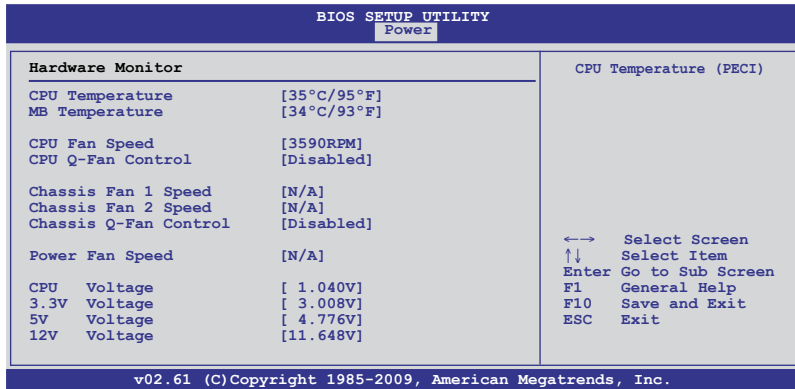 BIOS SETUP UTILITY
Power
Hardware Monitor
CPU Temperature [35°C/95°F]
MB Temperature [34°C/93°F]
CPU Fan Speed [3590RPM]
CPU Q-Fan Control [Disabled]
Chassis Fan 1 Speed [N/A]
Chassis Fan 2 Speed [N/A]
Chassis Q-Fan Control [Disabled]
Power Fan Speed [N/A]
CPU Voltage [ 1.040V]
3.3V Voltage [ 3.008V]
5V Voltage [ 4.776V]
12V Voltage [11.648V]
CPU Temperature (PECI)
←→ Select Screen
↑↓ Select Item
Enter Go to Sub Screen
F1 General Help
F10 Save and Exit
ESC Exit
v02.61 (C)Copyright 1985-2009, American Megatrends, Inc.